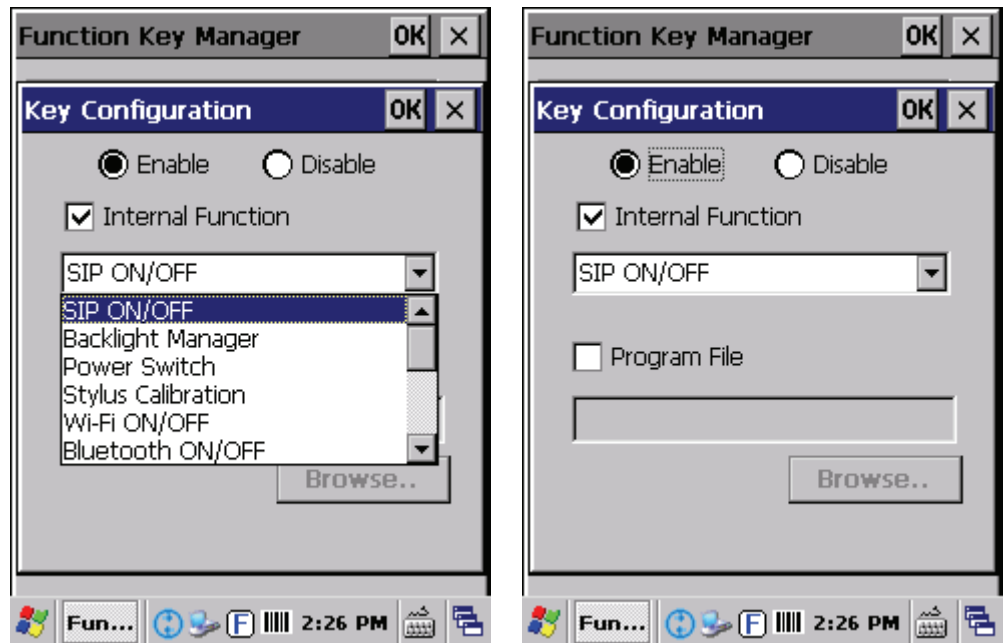 Function Key Manager OK
Key Configuration OK
Enable Disable
Internal Function
SIP ON/OFF
SIP ON/OFF
Backlight Manager
Power Switch
Stylus Calibration
Wi-Fi ON/OFF
Bluetooth ON/OFF
Browse..
Fun... F 2:26 PM
Function Key Manager OK
Key Configuration OK
Enable Disable
Internal Function
SIP ON/OFF
Program File
Browse..
Fun... F 2:26 PM